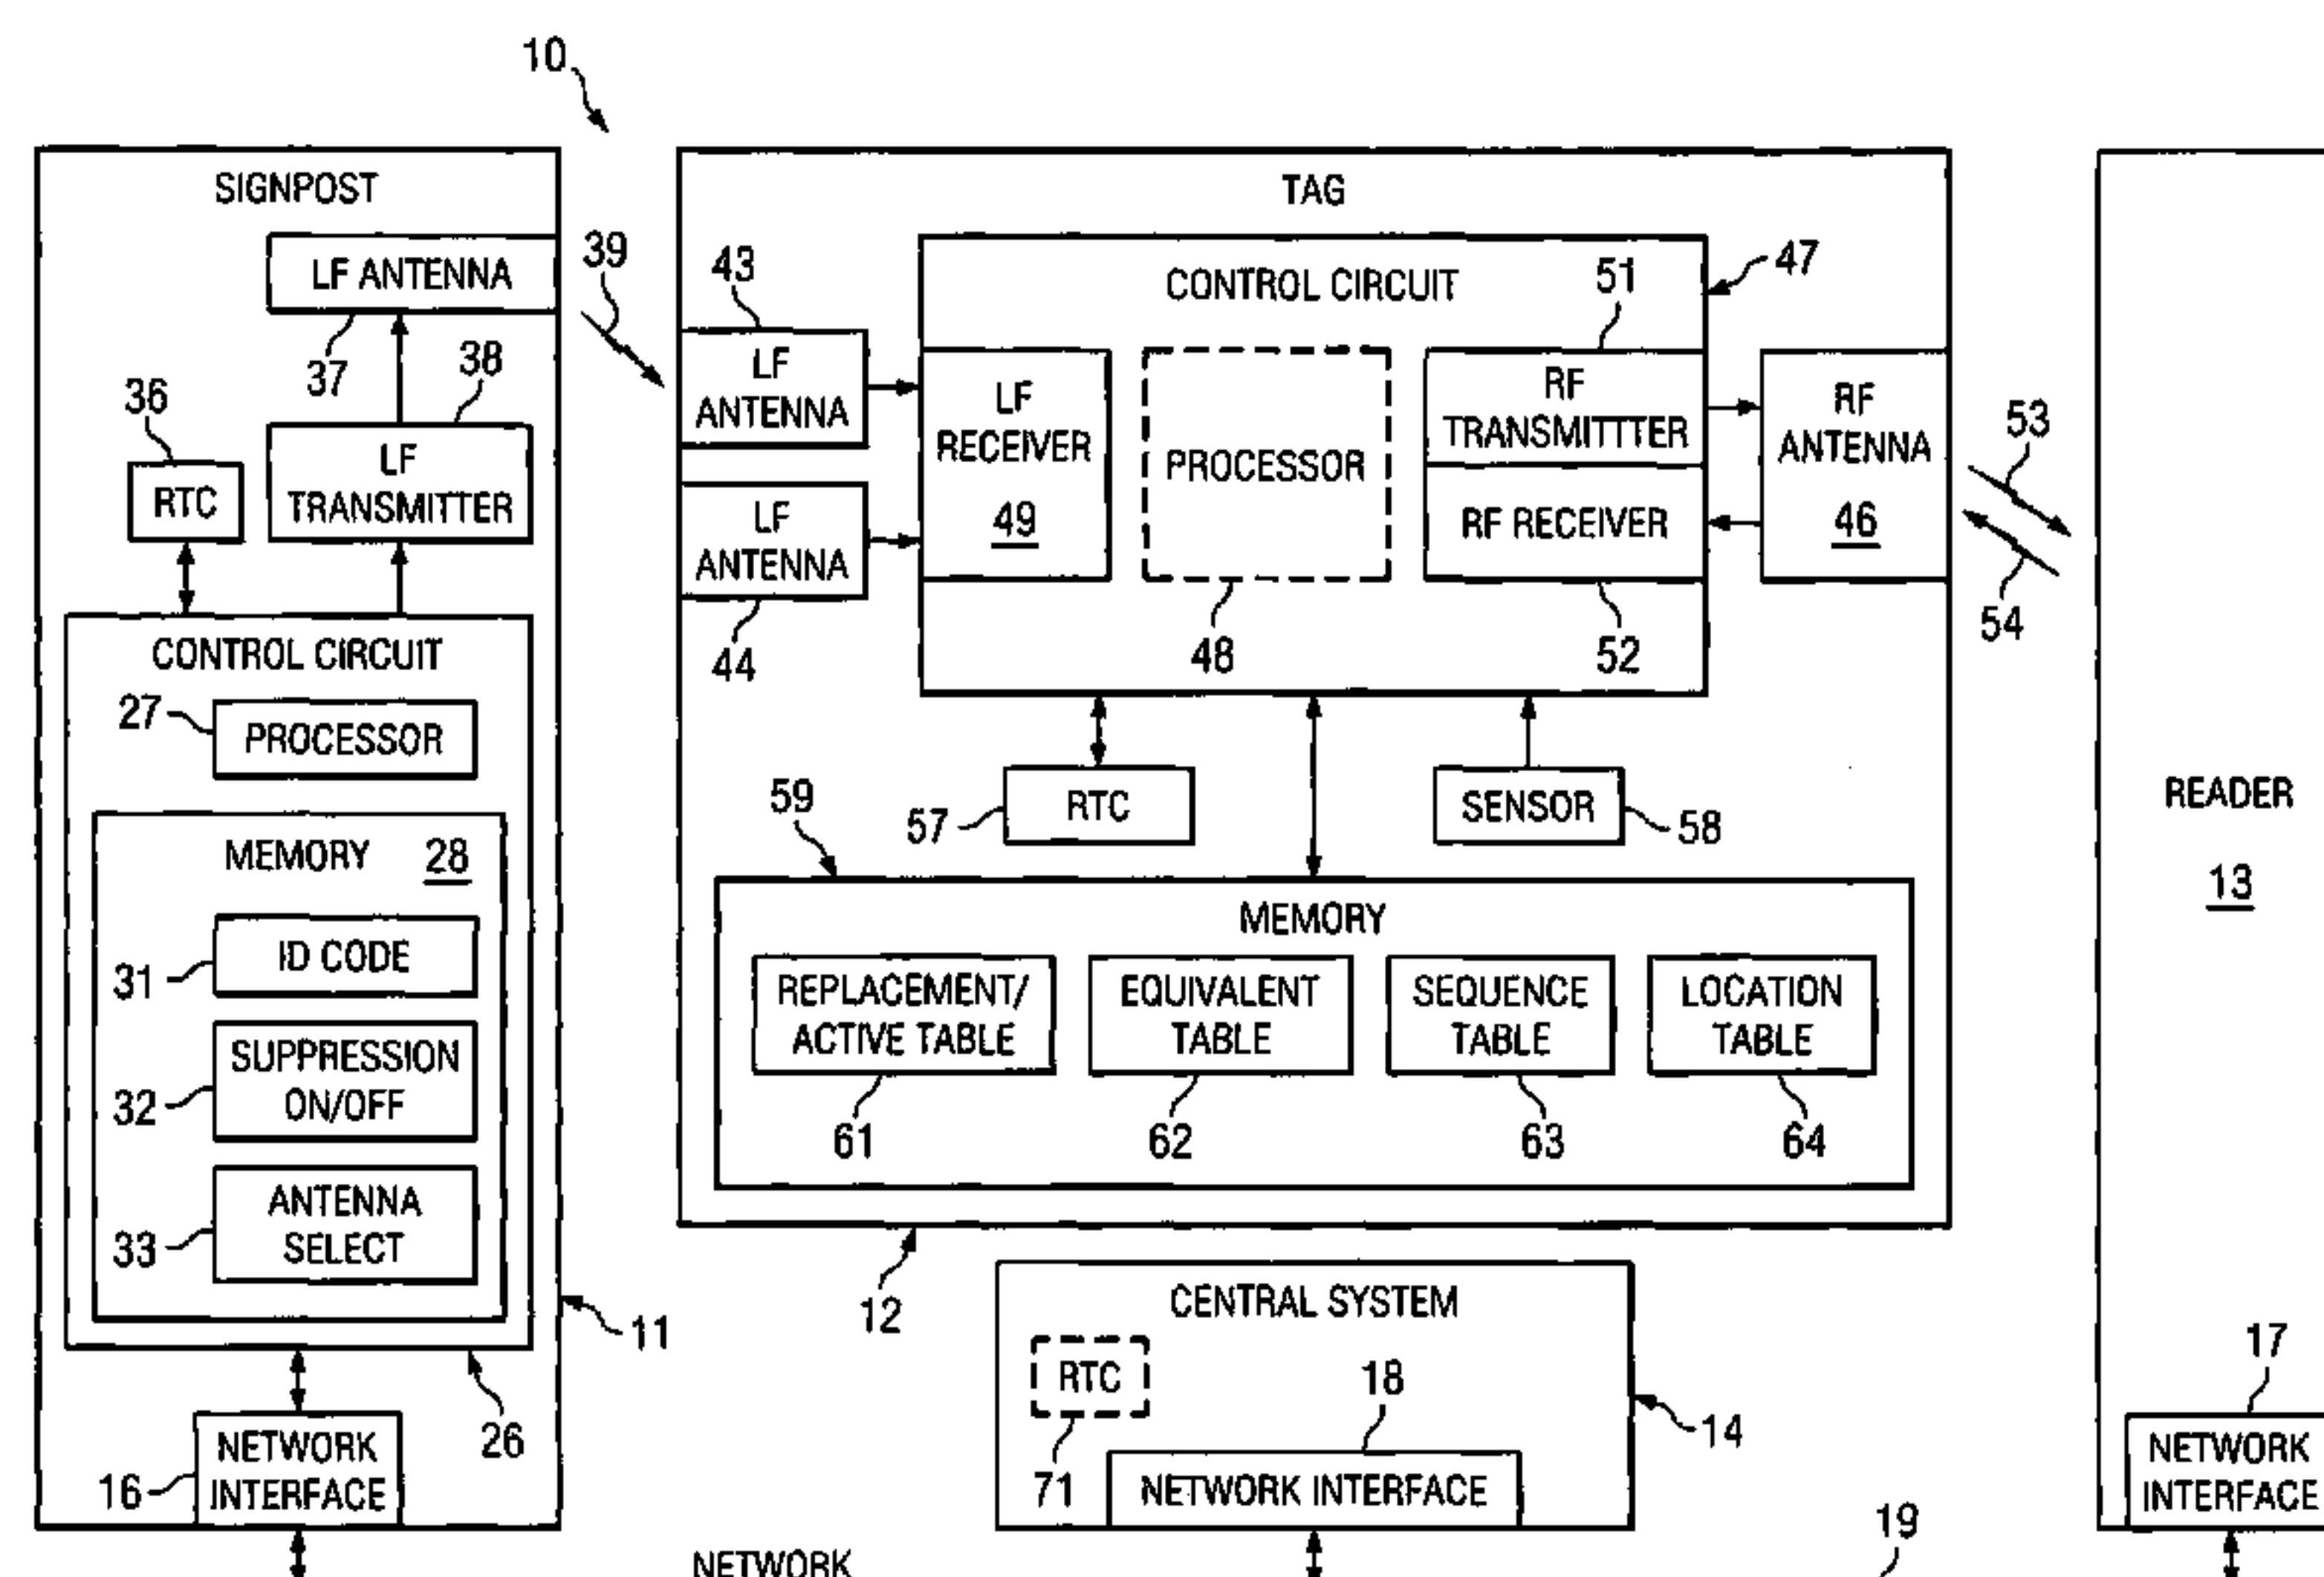 10
SIGNPOST
LF ANTENNA
37
38
39
36
RTC
LF
TRANSMITTER
CONTROL CIRCUIT
27
PROCESSOR
MEMORY 28
31
ID CODE
32
SUPPRESSION
ON/OFF
33
ANTENNA
SELECT
11
26
16
NETWORK
INTERFACE
TAG
43
LF
ANTENNA
LF
ANTENNA
44
CONTROL CIRCUIT
47
51
LF
RECEIVER
49
PROCESSOR
48
RF
TRANSMITTTER
RF RECEIVER
52
RF
ANTENNA
46
53
54
57
RTC
SENSOR
58
59
MEMORY
REPLACEMENT/
ACTIVE TABLE
61
EQUIVALENT
TABLE
62
SEQUENCE
TABLE
63
LOCATION
TABLE
64
12
CENTRAL SYSTEM
RTC
71
18
NETWORK INTERFACE
14
READER
13
17
NETWORK
INTERFACE
NETWORK
19